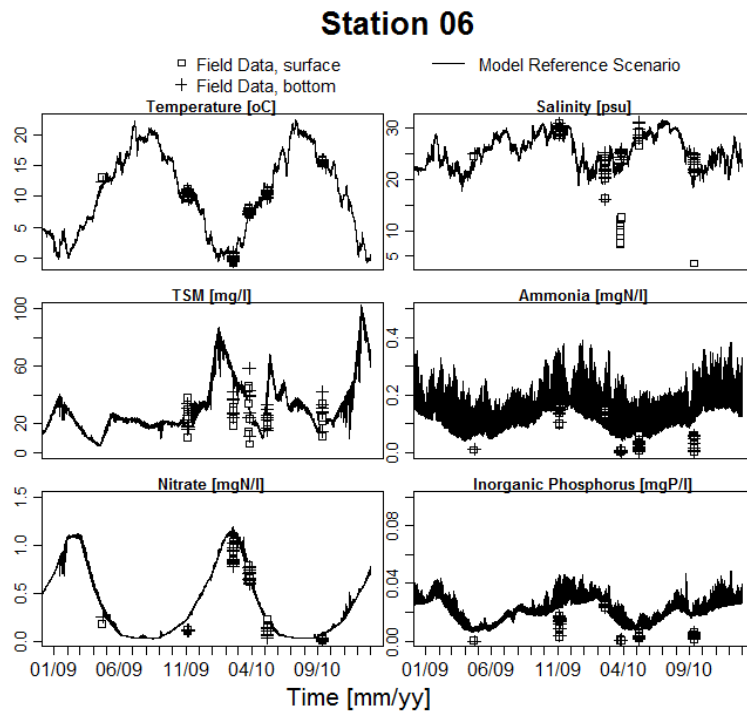 Station 06
Field Data, surface
Model Reference Scenario
Field Data, bottom
Temperature [oC]
Salinity [psu]
20
15
10
5
0
30
20
10
5
TSM [mg/l]
Ammonia [mgN/l]
100
60
20
0
0.4
0.2
0.0
Nitrate [mgN/l]
Inorganic Phosphorus [mgP/l]
1.5
1.0
0.5
0.0
0.08
0.04
0.00
01/09 06/09 11/09 04/10 09/10
01/09 06/09 11/09 04/10 09/10
Time [mm/yy]